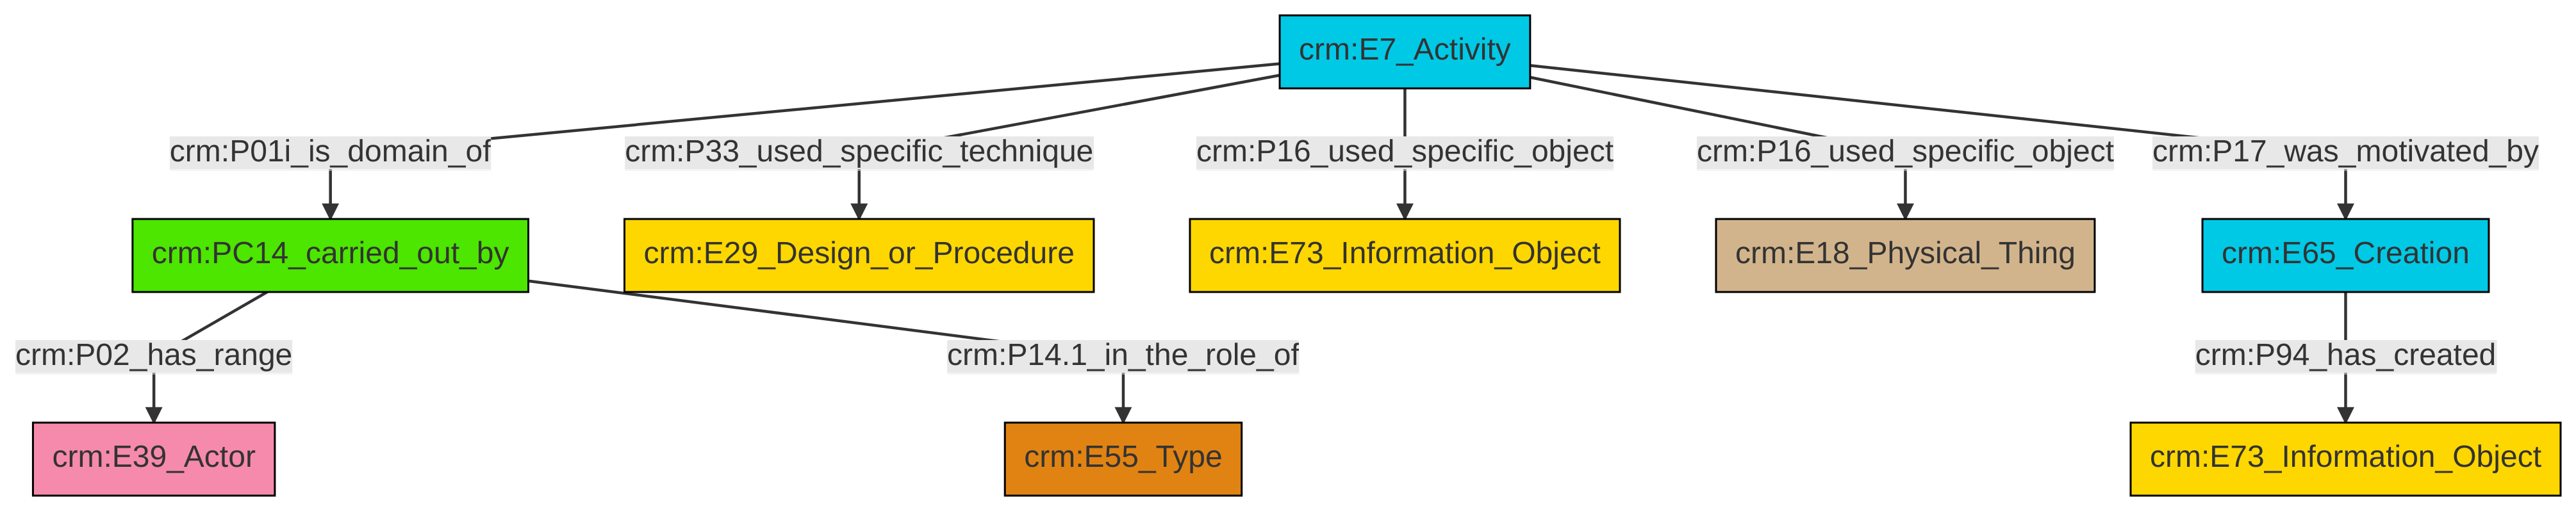 crm:E7_Activity
crm:P01i_is_domain_of
crm:P33_used_specific_technique
crm:P16_used_specific_object
crm:P16_used_specific_object
crm:P17_was_motivated_by
crm:PC14_carried_out_by
crm:E29_Design_or_Procedure
crm:E73_Information_Object
crm:E18_Physical_Thing
crm:E65_Creation
crm:P02_has_range
crm:P14.1_in_the_role_of
crm:P94_has_created
crm:E39_Actor
crm:E55_Type
crm:E73_Information_Object